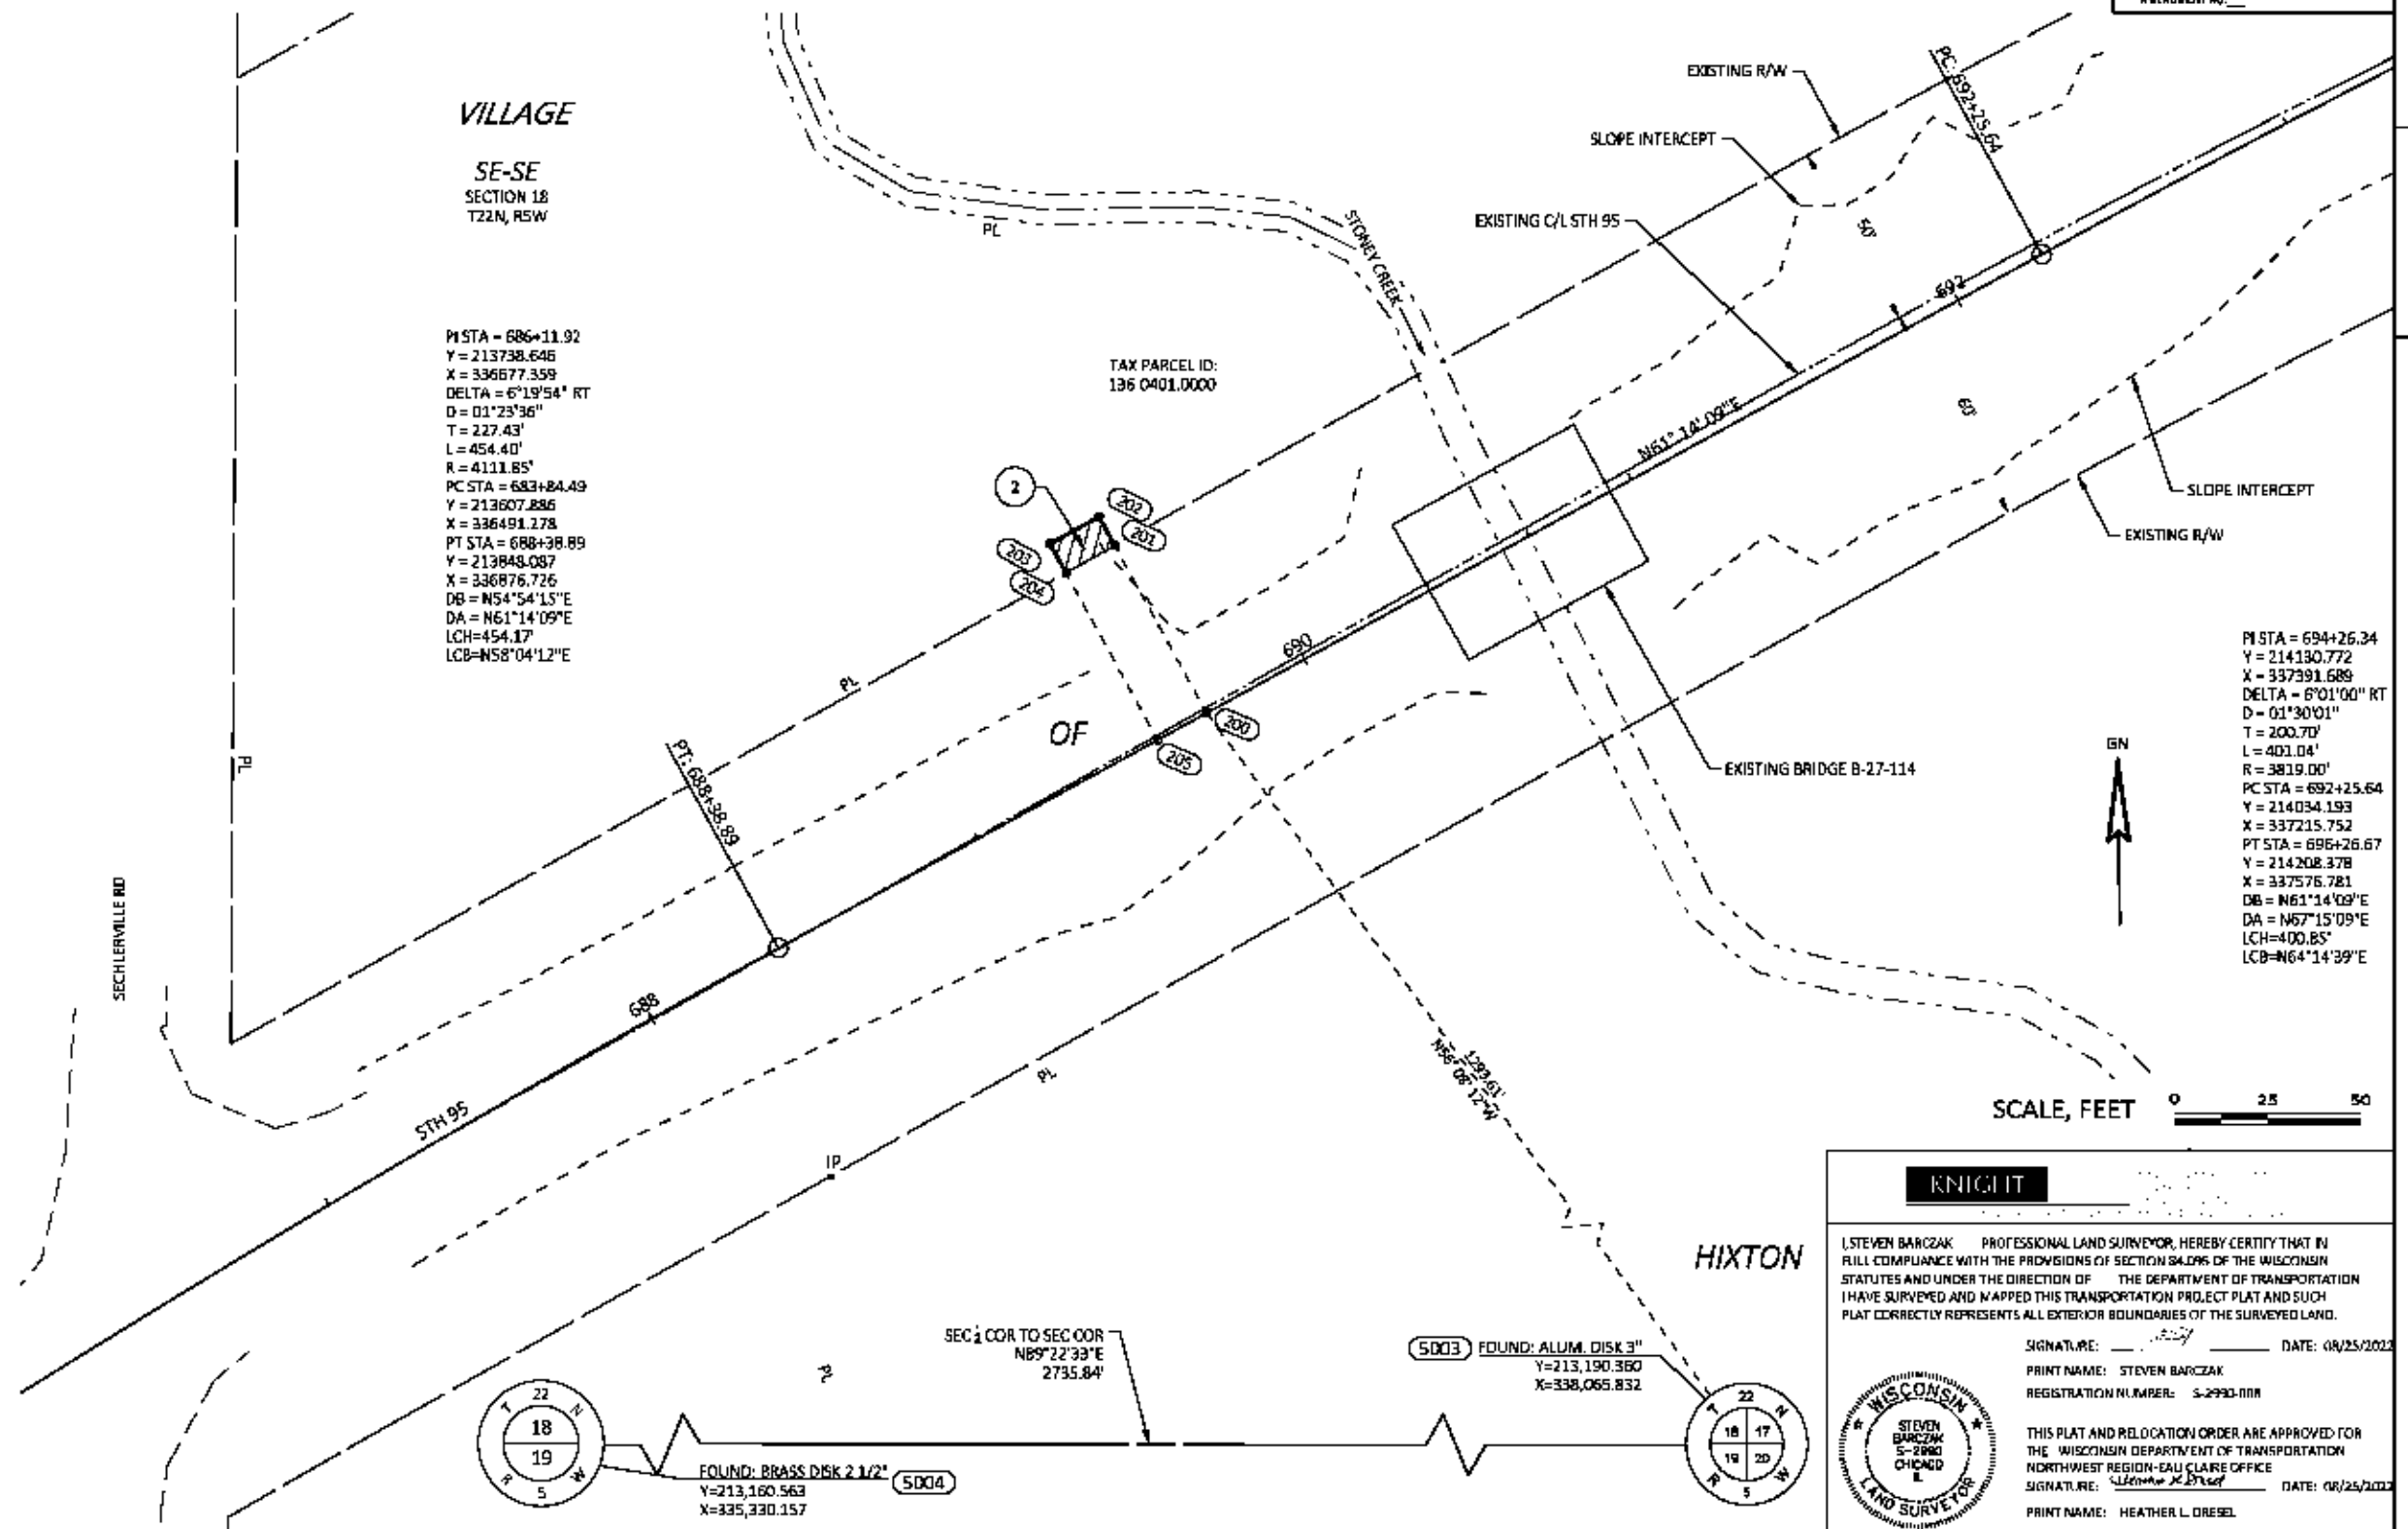 VILLAGE
SE-SE
SECTION 18
T22N, R5W
PI STA = 686+11.92
Y = 213738.646
X = 336677.359
DELTA = 6°19'54" RT
D = 01°23'36"
T = 227.43'
L = 454.40'
R = 4111.85'
PC STA = 683+84.49
Y = 213607.886
X = 336491.278
PT STA = 688+38.89
Y = 213848.087
X = 336876.726
DB = N54°54'15"E
DA = N61°14'09"E
LCH=454.17'
LCB=N58°04'12"E
PL
STONEY CREEK
TAX PARCEL ID:
136 0401.0000
EXISTING R/W
SLOPE INTERCEPT
EXISTING C/L STH 95
PC: 692+25.64
50'
692
N61°14'09"E
60'
SLOPE INTERCEPT
EXISTING R/W
2
202
201
203
204
690
200
205
EXISTING BRIDGE B-27-114
PL
OF
PL
PT: 688+38.89
SECHLERVILLE RD
688
STH 95
IP
PL
1293.61'
N56°08'12"W
GN
PI STA = 694+26.34
Y = 214130.772
X = 337391.689
DELTA = 6°01'00" RT
D = 01°30'01"
T = 200.70'
L = 401.04'
R = 3819.00'
PC STA = 692+25.64
Y = 214034.193
X = 337215.752
PT STA = 696+26.67
Y = 214208.378
X = 337576.781
DB = N61°14'09"E
DA = N67°15'09"E
LCH=400.85'
LCB=N64°14'39"E
SCALE, FEET 0 25 50
HIXTON
SEC ¼ COR TO SEC COR
N89°22'33"E
2735.84'
PL
5003 FOUND: ALUM. DISK 3"
Y=213,190.360
X=338,065.832
22
T N
18
19
R W
5
FOUND: BRASS DISK 2 1/2" 5004
Y=213,160.563
X=335,330.157
22
T N
18 17
19 20
R W
5
KNIGHT
I, STEVEN BARCZAK PROFESSIONAL LAND SURVEYOR, HEREBY CERTIFY THAT IN
FULL COMPLIANCE WITH THE PROVISIONS OF SECTION 84.095 OF THE WISCONSIN
STATUTES AND UNDER THE DIRECTION OF THE DEPARTMENT OF TRANSPORTATION
I HAVE SURVEYED AND MAPPED THIS TRANSPORTATION PROJECT PLAT AND SUCH
PLAT CORRECTLY REPRESENTS ALL EXTERIOR BOUNDARIES OF THE SURVEYED LAND.
SIGNATURE: DATE: 08/25/2022
PRINT NAME: STEVEN BARCZAK
REGISTRATION NUMBER: S-2990-008
WISCONSIN
STEVEN
BARCZAK
S-2990
CHICAGO
IL
LAND SURVEYOR
THIS PLAT AND RELOCATION ORDER ARE APPROVED FOR
THE WISCONSIN DEPARTMENT OF TRANSPORTATION
NORTHWEST REGION-EAU CLAIRE OFFICE
SIGNATURE: DATE: 08/25/2022
PRINT NAME: HEATHER L. DRESEL